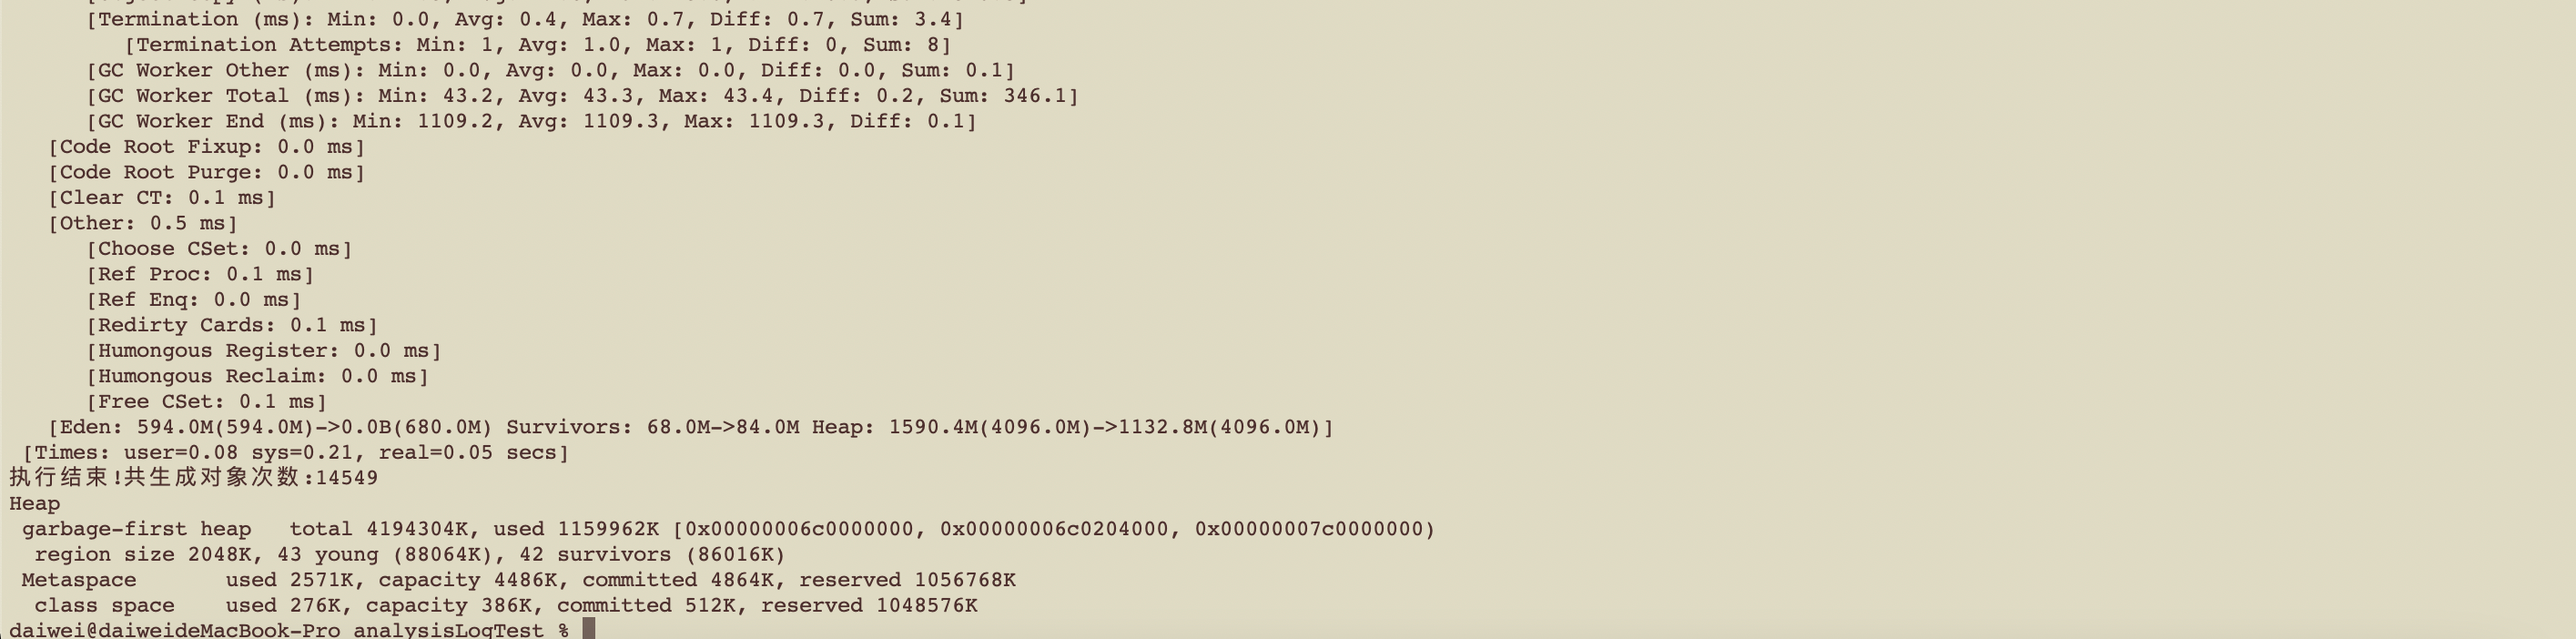 [Termination (ms): Min: 0.0, Avg: 0.4, Max: 0.7, Diff: 0.7, Sum: 3.4]
[Termination Attempts: Min: 1, Avg: 1.0, Max: 1, Diff: 0, Sum: 8]
[GC Worker Other (ms): Min: 0.0, Avg: 0.0, Max: 0.0, Diff: 0.0, Sum: 0.1]
[GC Worker Total (ms): Min: 43.2, Avg: 43.3, Max: 43.4, Diff: 0.2, Sum: 346.1]
[GC Worker End (ms): Min: 1109.2, Avg: 1109.3, Max: 1109.3, Diff: 0.1]
[Code Root Fixup: 0.0 ms]
[Code Root Purge: 0.0 ms]
[Clear CT: 0.1 ms]
[Other: 0.5 ms]
[Choose CSet: 0.0 ms]
[Ref Proc: 0.1 ms]
[Ref Enq: 0.0 ms]
[Redirty Cards: 0.1 ms]
[Humongous Register: 0.0 ms]
[Humongous Reclaim: 0.0 ms]
[Free CSet: 0.1 ms]
[Eden: 594.0M(594.0M)->0.0B(680.0M) Survivors: 68.0M->84.0M Heap: 1590.4M(4096.0M)->1132.8M(4096.0M)]
[Times: user=0.08 sys=0.21, real=0.05 secs]
执行结束!共生成对象次数:14549
Heap
garbage-first heap   total 4194304K, used 1159962K [0x00000006c0000000, 0x00000006c0204000, 0x00000007c0000000)
region size 2048K, 43 young (88064K), 42 survivors (86016K)
Metaspace       used 2571K, capacity 4486K, committed 4864K, reserved 1056768K
class space    used 276K, capacity 386K, committed 512K, reserved 1048576K
daiwei@daiweideMacBook-Pro analysisLogTest %